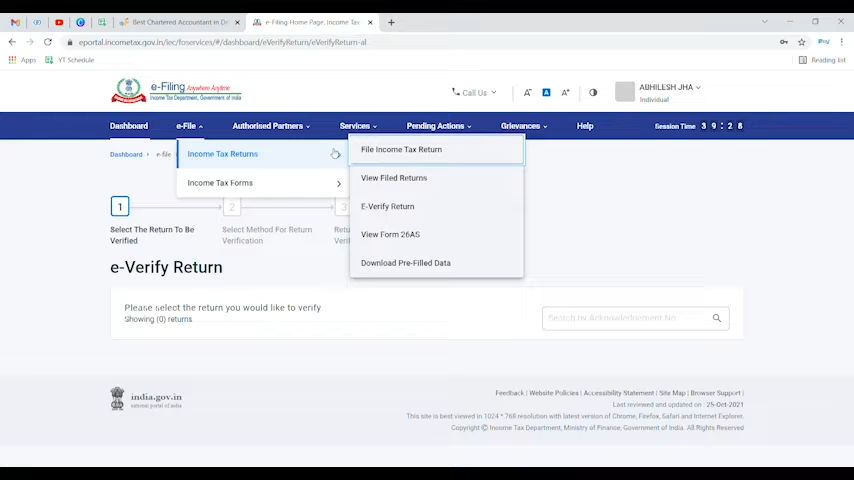 Best Chartered Accountant in De
e-Filing Home Page, Income Tax
eportal.incometax.gov.in/iec/foservices/#/dashboard/eVerifyReturn/eVerifyReturn-al
Apps
YT Schedule
Reading list
e-Filing Anywhere Anytime
Income Tax Department, Government of India
Call Us
A
A
A
ABHILESH JHA
Individual
Dashboard
e-File
Authorised Partners
Services
Pending Actions
Grievances
Help
Session Time 3 9 : 2 8
Dashboard
e-file
Income Tax Returns
Income Tax Forms
File Income Tax Return
View Filed Returns
E-Verify Return
View Form 26AS
Download Pre-Filled Data
1
2
3
Select The Return To Be
Verified
Select Method For Return
Verification
e-Verify Return
Please select the return you would like to verify
Showing (0) returns
Search by Acknowledgement No.
india.gov.in
national portal of india
Feedback | Website Policies | Accessibility Statement | Site Map | Browser Support |
Last reviewed and updated on : 25-Oct-2021
This site is best viewed in 1024 * 768 resolution with latest version of Chrome, Firefox, Safari and Internet Explorer.
Copyright © Income Tax Department, Ministry of Finance, Government of India. All Rights Reserved